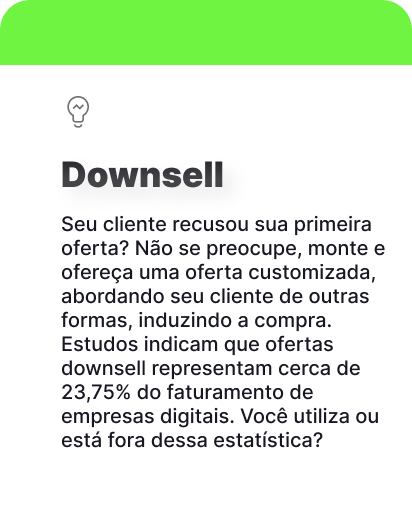 Downsell
Seu cliente recusou sua primeira
oferta? Não se preocupe, monte e
ofereça uma oferta customizada,
abordando seu cliente de outras
formas, induzindo a compra.
Estudos indicam que ofertas
downsell representam cerca de
23,75% do faturamento de
empresas digitais. Você utiliza ou
está fora dessa estatística?